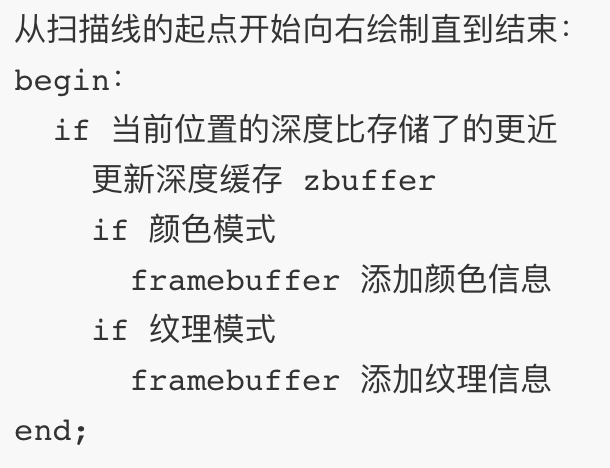 从扫描线的起点开始向右绘制直到结束：
begin：
if 当前位置的深度比存储了的更近
更新深度缓存 zbuffer
if 颜色模式
framebuffer 添加颜色信息
if 纹理模式
framebuffer 添加纹理信息
end;